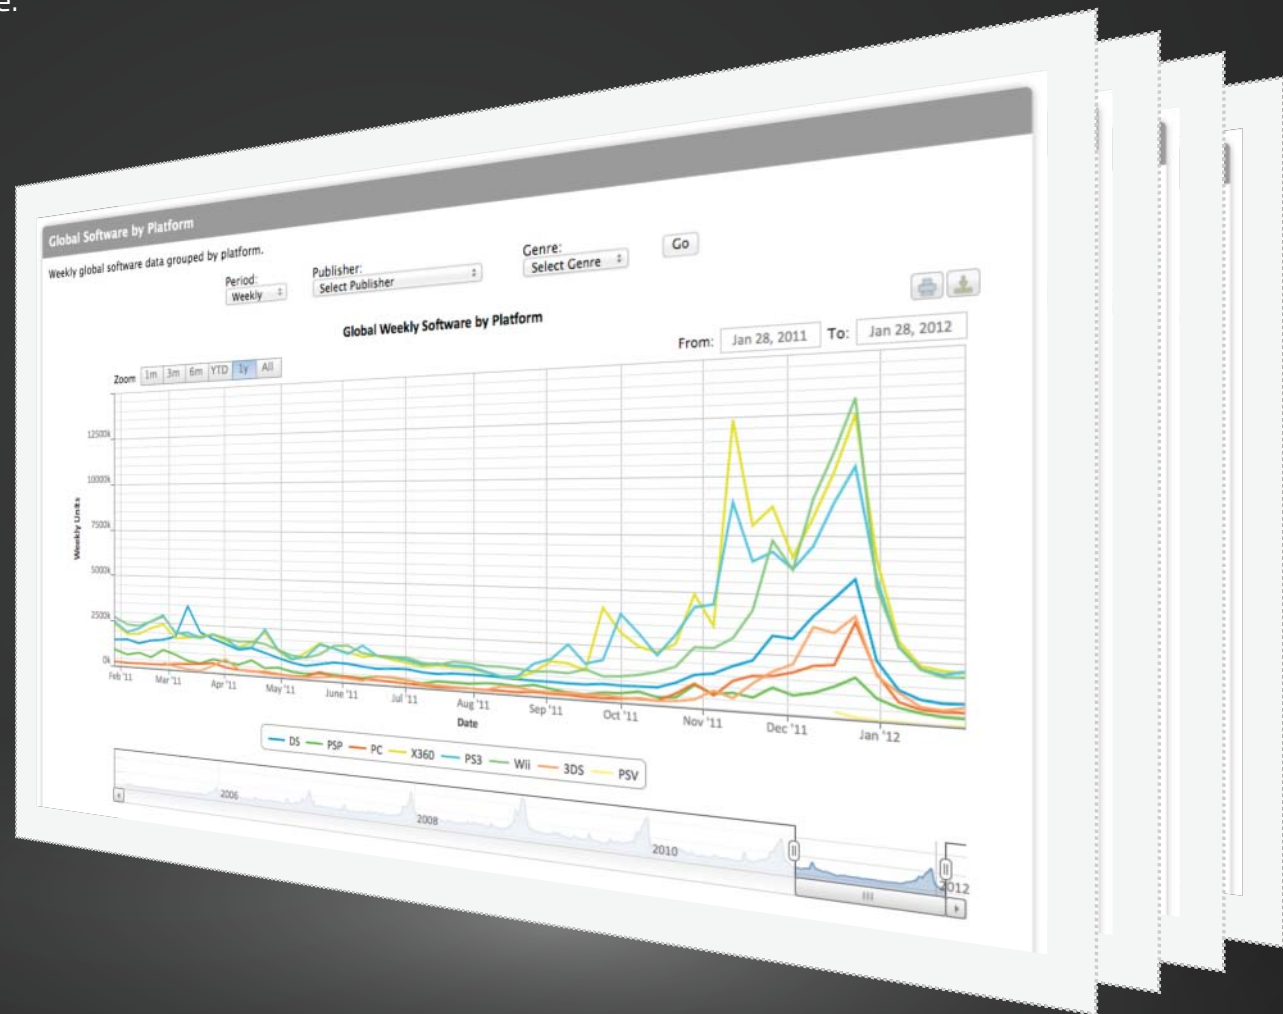 e.
Global Software by Platform
Weekly global software data grouped by platform.
Period: Publisher: Genre:
Weekly Select Publisher Select Genre Go
Global Weekly Software by Platform
From: Jan 28, 2011 To: Jan 28, 2012
Zoom 1m 3m 6m YTD 1y All
12500k
10000k
7500k
5000k
2500k
0k
Weekly Units
Feb '11 Mar '11 Apr '11 May '11 June '11 Jul '11 Aug '11 Sep '11 Oct '11 Nov '11 Dec '11 Jan '12
Date
DS PSP PC X360 PS3 Wii 3DS PSV
2006 2008 2010 2012